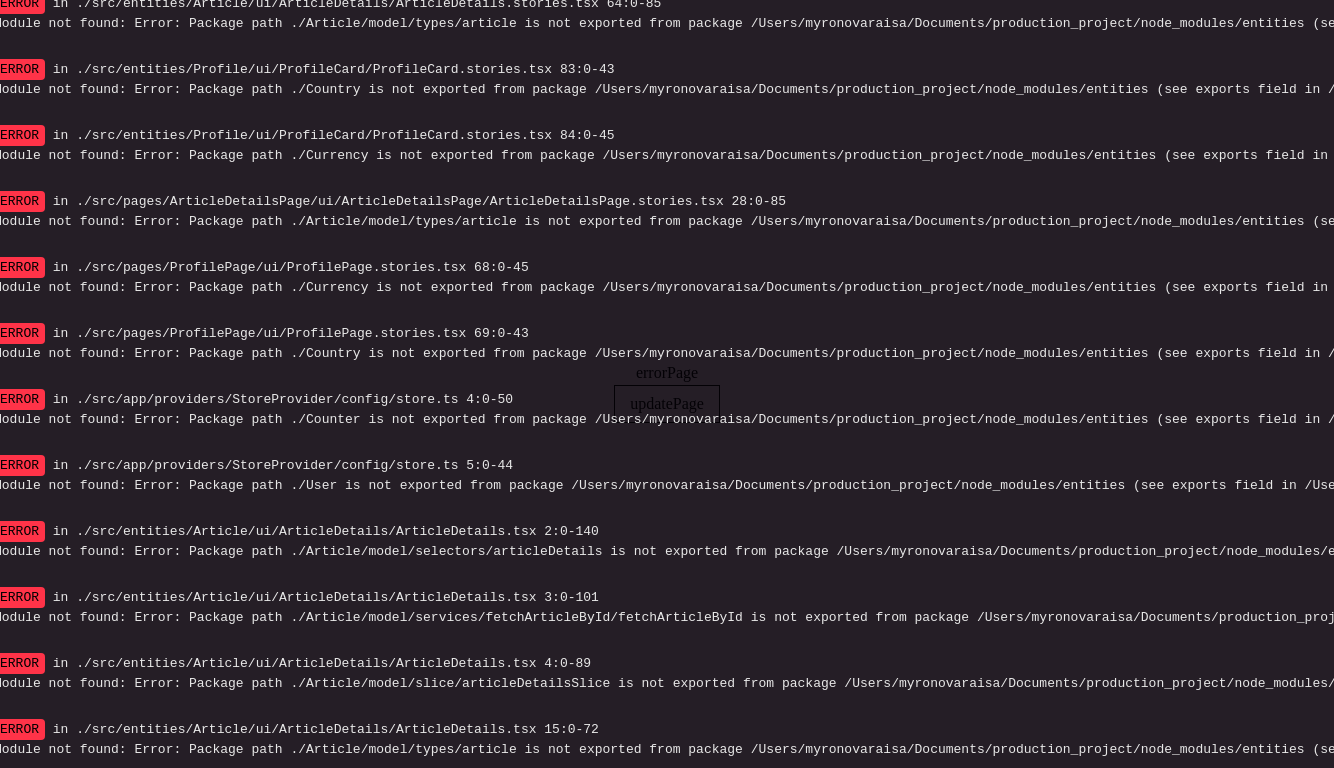 ERROR in ./src/entities/Article/ui/ArticleDetails/ArticleDetails.stories.tsx 64:0-85
Module not found: Error: Package path ./Article/model/types/article is not exported from package /Users/myronovaraisa/Documents/production_project/node_modules/entities (se
ERROR in ./src/entities/Profile/ui/ProfileCard/ProfileCard.stories.tsx 83:0-43
Module not found: Error: Package path ./Country is not exported from package /Users/myronovaraisa/Documents/production_project/node_modules/entities (see exports field in /
ERROR in ./src/entities/Profile/ui/ProfileCard/ProfileCard.stories.tsx 84:0-45
Module not found: Error: Package path ./Currency is not exported from package /Users/myronovaraisa/Documents/production_project/node_modules/entities (see exports field in
ERROR in ./src/pages/ArticleDetailsPage/ui/ArticleDetailsPage/ArticleDetailsPage.stories.tsx 28:0-85
Module not found: Error: Package path ./Article/model/types/article is not exported from package /Users/myronovaraisa/Documents/production_project/node_modules/entities (se
ERROR in ./src/pages/ProfilePage/ui/ProfilePage.stories.tsx 68:0-45
Module not found: Error: Package path ./Currency is not exported from package /Users/myronovaraisa/Documents/production_project/node_modules/entities (see exports field in
ERROR in ./src/pages/ProfilePage/ui/ProfilePage.stories.tsx 69:0-43
Module not found: Error: Package path ./Country is not exported from package /Users/myronovaraisa/Documents/production_project/node_modules/entities (see exports field in /
errorPage
ERROR in ./src/app/providers/StoreProvider/config/store.ts 4:0-50
updatePage
Module not found: Error: Package path ./Counter is not exported from package /Users/myronovaraisa/Documents/production_project/node_modules/entities (see exports field in /
ERROR in ./src/app/providers/StoreProvider/config/store.ts 5:0-44
Module not found: Error: Package path ./User is not exported from package /Users/myronovaraisa/Documents/production_project/node_modules/entities (see exports field in /Use
ERROR in ./src/entities/Article/ui/ArticleDetails/ArticleDetails.tsx 2:0-140
Module not found: Error: Package path ./Article/model/selectors/articleDetails is not exported from package /Users/myronovaraisa/Documents/production_project/node_modules/e
ERROR in ./src/entities/Article/ui/ArticleDetails/ArticleDetails.tsx 3:0-101
Module not found: Error: Package path ./Article/model/services/fetchArticleById/fetchArticleById is not exported from package /Users/myronovaraisa/Documents/production_proj
ERROR in ./src/entities/Article/ui/ArticleDetails/ArticleDetails.tsx 4:0-89
Module not found: Error: Package path ./Article/model/slice/articleDetailsSlice is not exported from package /Users/myronovaraisa/Documents/production_project/node_modules/
ERROR in ./src/entities/Article/ui/ArticleDetails/ArticleDetails.tsx 15:0-72
Module not found: Error: Package path ./Article/model/types/article is not exported from package /Users/myronovaraisa/Documents/production_project/node_modules/entities (se